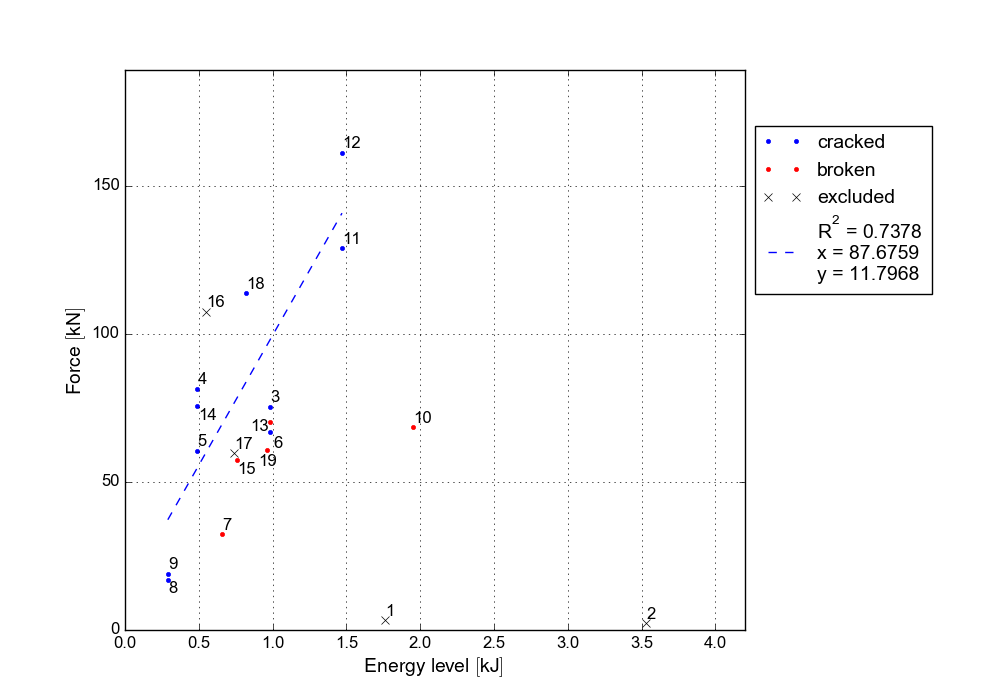 12
150
11
18
16
100
4
3
14
10
13
5
17
6
19
15
50
7
9
8
1
2
0
0.0 0.5 1.0 1.5 2.0 2.5 3.0 3.5 4.0
Energy level [kJ]
Force [kN]
cracked
broken
excluded
R² = 0.7378
x = 87.6759
y = 11.7968